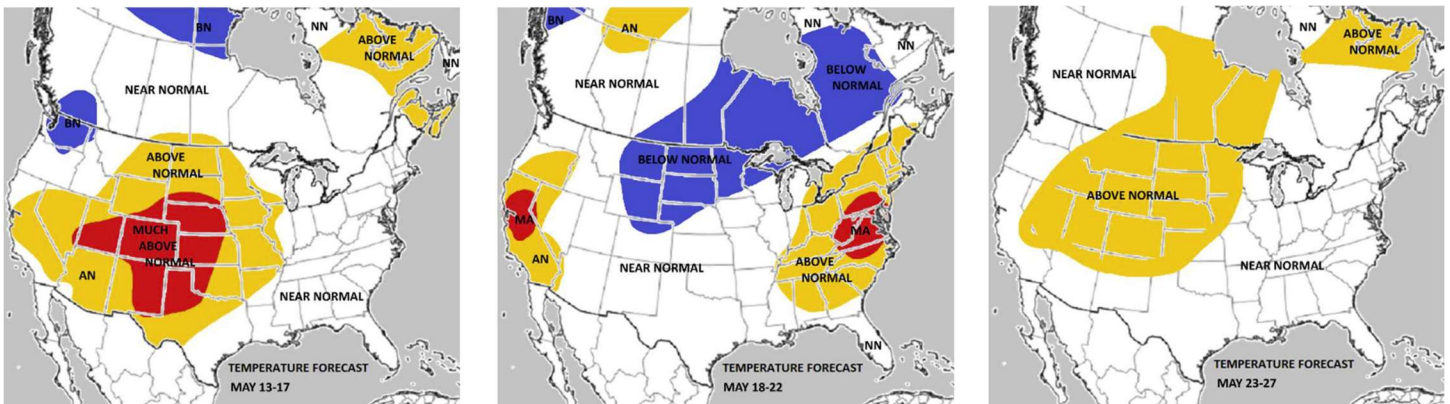 BN
ABOVE
NORMAL
NN
NEAR NORMAL
BN
ABOVE
NORMAL
MUCH
ABOVE
NORMAL
AN
NEAR NORMAL
TEMPERATURE FORECAST
MAY 13-17
BN
AN
NN
NN
BELOW
NORMAL
NEAR NORMAL
BELOW NORMAL
MA
MA
AN
ABOVE
NORMAL
NEAR NORMAL
NN
TEMPERATURE FORECAST
MAY 18-22
NN
ABOVE
NORMAL
NN
NEAR NORMAL
ABOVE NORMAL
NEAR NORMAL
TEMPERATURE FORECAST
MAY 23-27